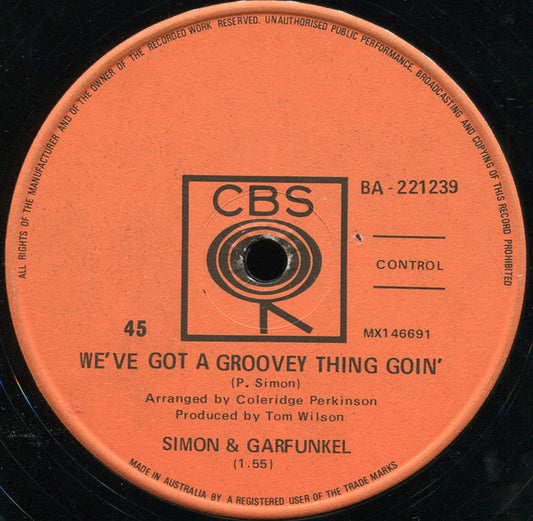 ALL RIGHTS OF THE MANUFACTURER AND OF THE OWNER OF THE RECORDED WORK RESERVED. UNAUTHORISED PUBLIC PERFORMANCE, BROADCASTING AND COPYING OF THIS RECORD PROHIBITED
CBS
BA-221239
CONTROL
45
MX146691
WE'VE GOT A GROOVEY THING GOIN'
(P. Simon)
Arranged by Coleridge Perkinson
Produced by Tom Wilson
SIMON & GARFUNKEL
(1.55)
MADE IN AUSTRALIA BY A REGISTERED USER OF THE TRADE MARKS